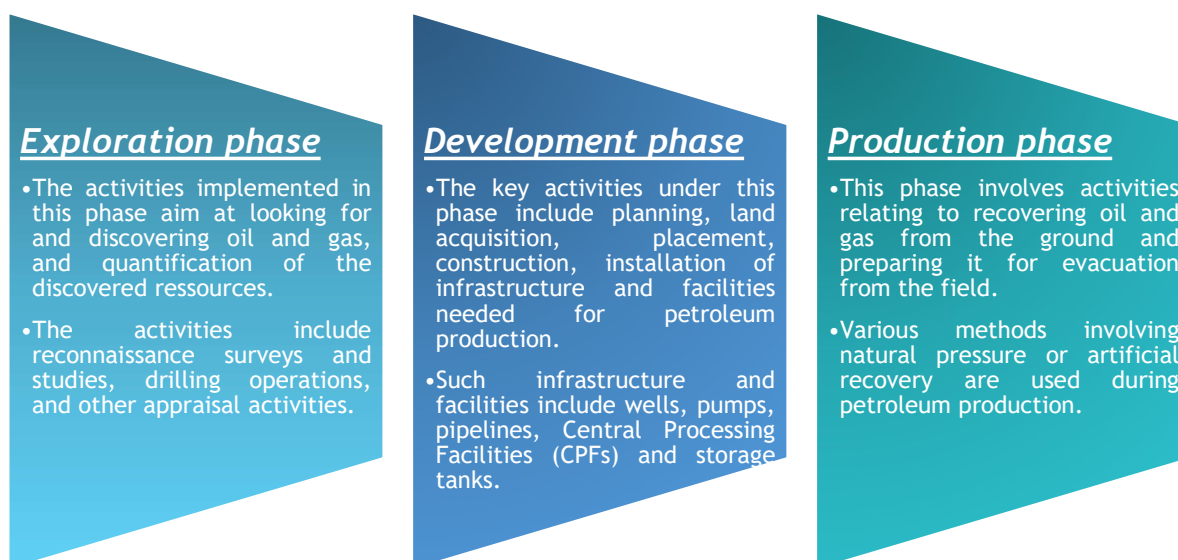 Exploration phase
•The activities implemented in
this phase aim at looking for
and discovering oil and gas,
and quantification of the
discovered ressources.
•The activities include
reconnaissance surveys and
studies, drilling operations,
and other appraisal activities.
Development phase
•The key activities under this
phase include planning, land
acquisition, placement,
construction, installation of
infrastructure and facilities
needed for petroleum
production.
•Such infrastructure and
facilities include wells, pumps,
pipelines, Central Processing
Facilities (CPFs) and storage
tanks.
Production phase
•This phase involves activities
relating to recovering oil and
gas from the ground and
preparing it for evacuation
from the field.
•Various methods involving
natural pressure or artificial
recovery are used during
petroleum production.